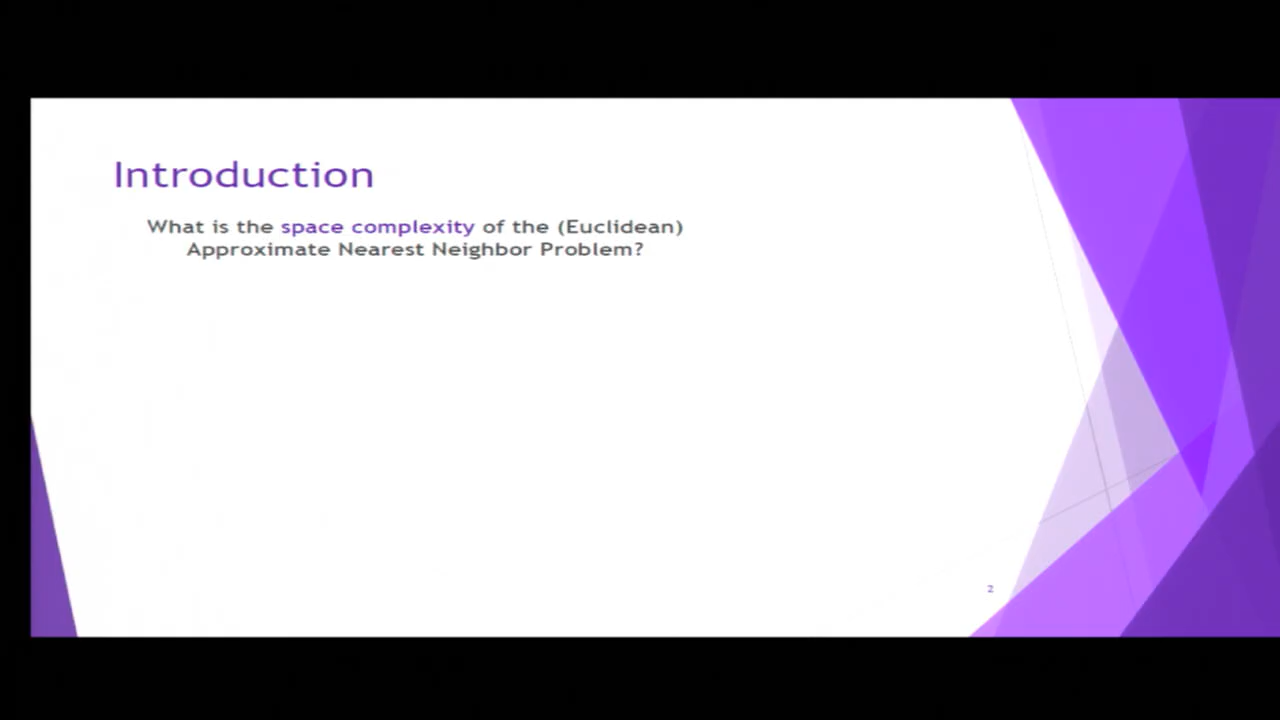 Introduction
What is the space complexity of the (Euclidean)
Approximate Nearest Neighbor Problem?
2